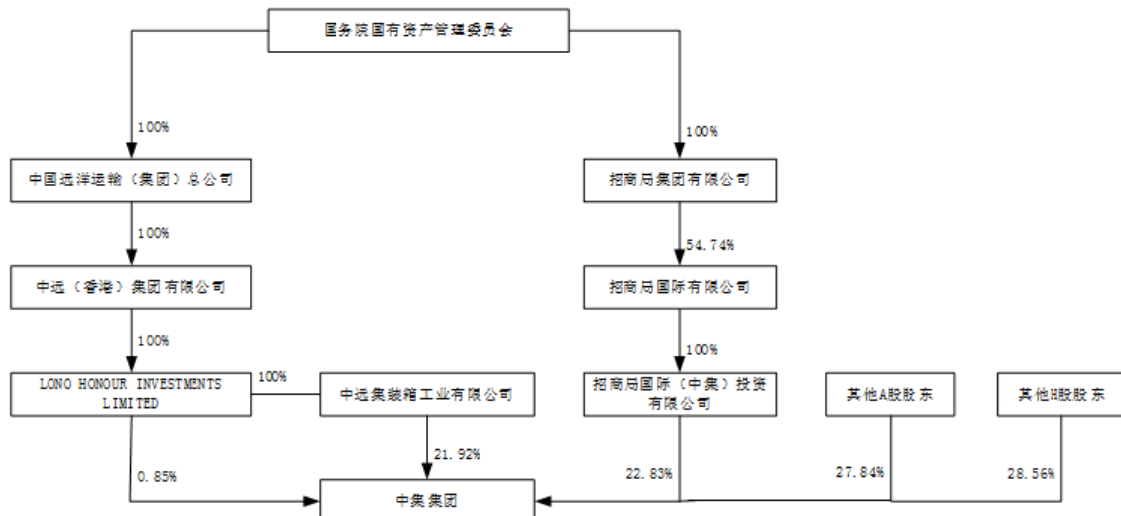 国务院国有资产管理委员会
100%
100%
中国远洋运输（集团）总公司
招商局集团有限公司
100%
54.74%
中远（香港）集团有限公司
招商局国际有限公司
100%
100%
LONO HONOUR INVESTMENTS
LIMITED
100%
中远集装箱工业有限公司
招商局国际（中集）投资
有限公司
其他A股股东
其他H股股东
0.85%
21.92%
22.83%
27.84%
28.56%
中集集团